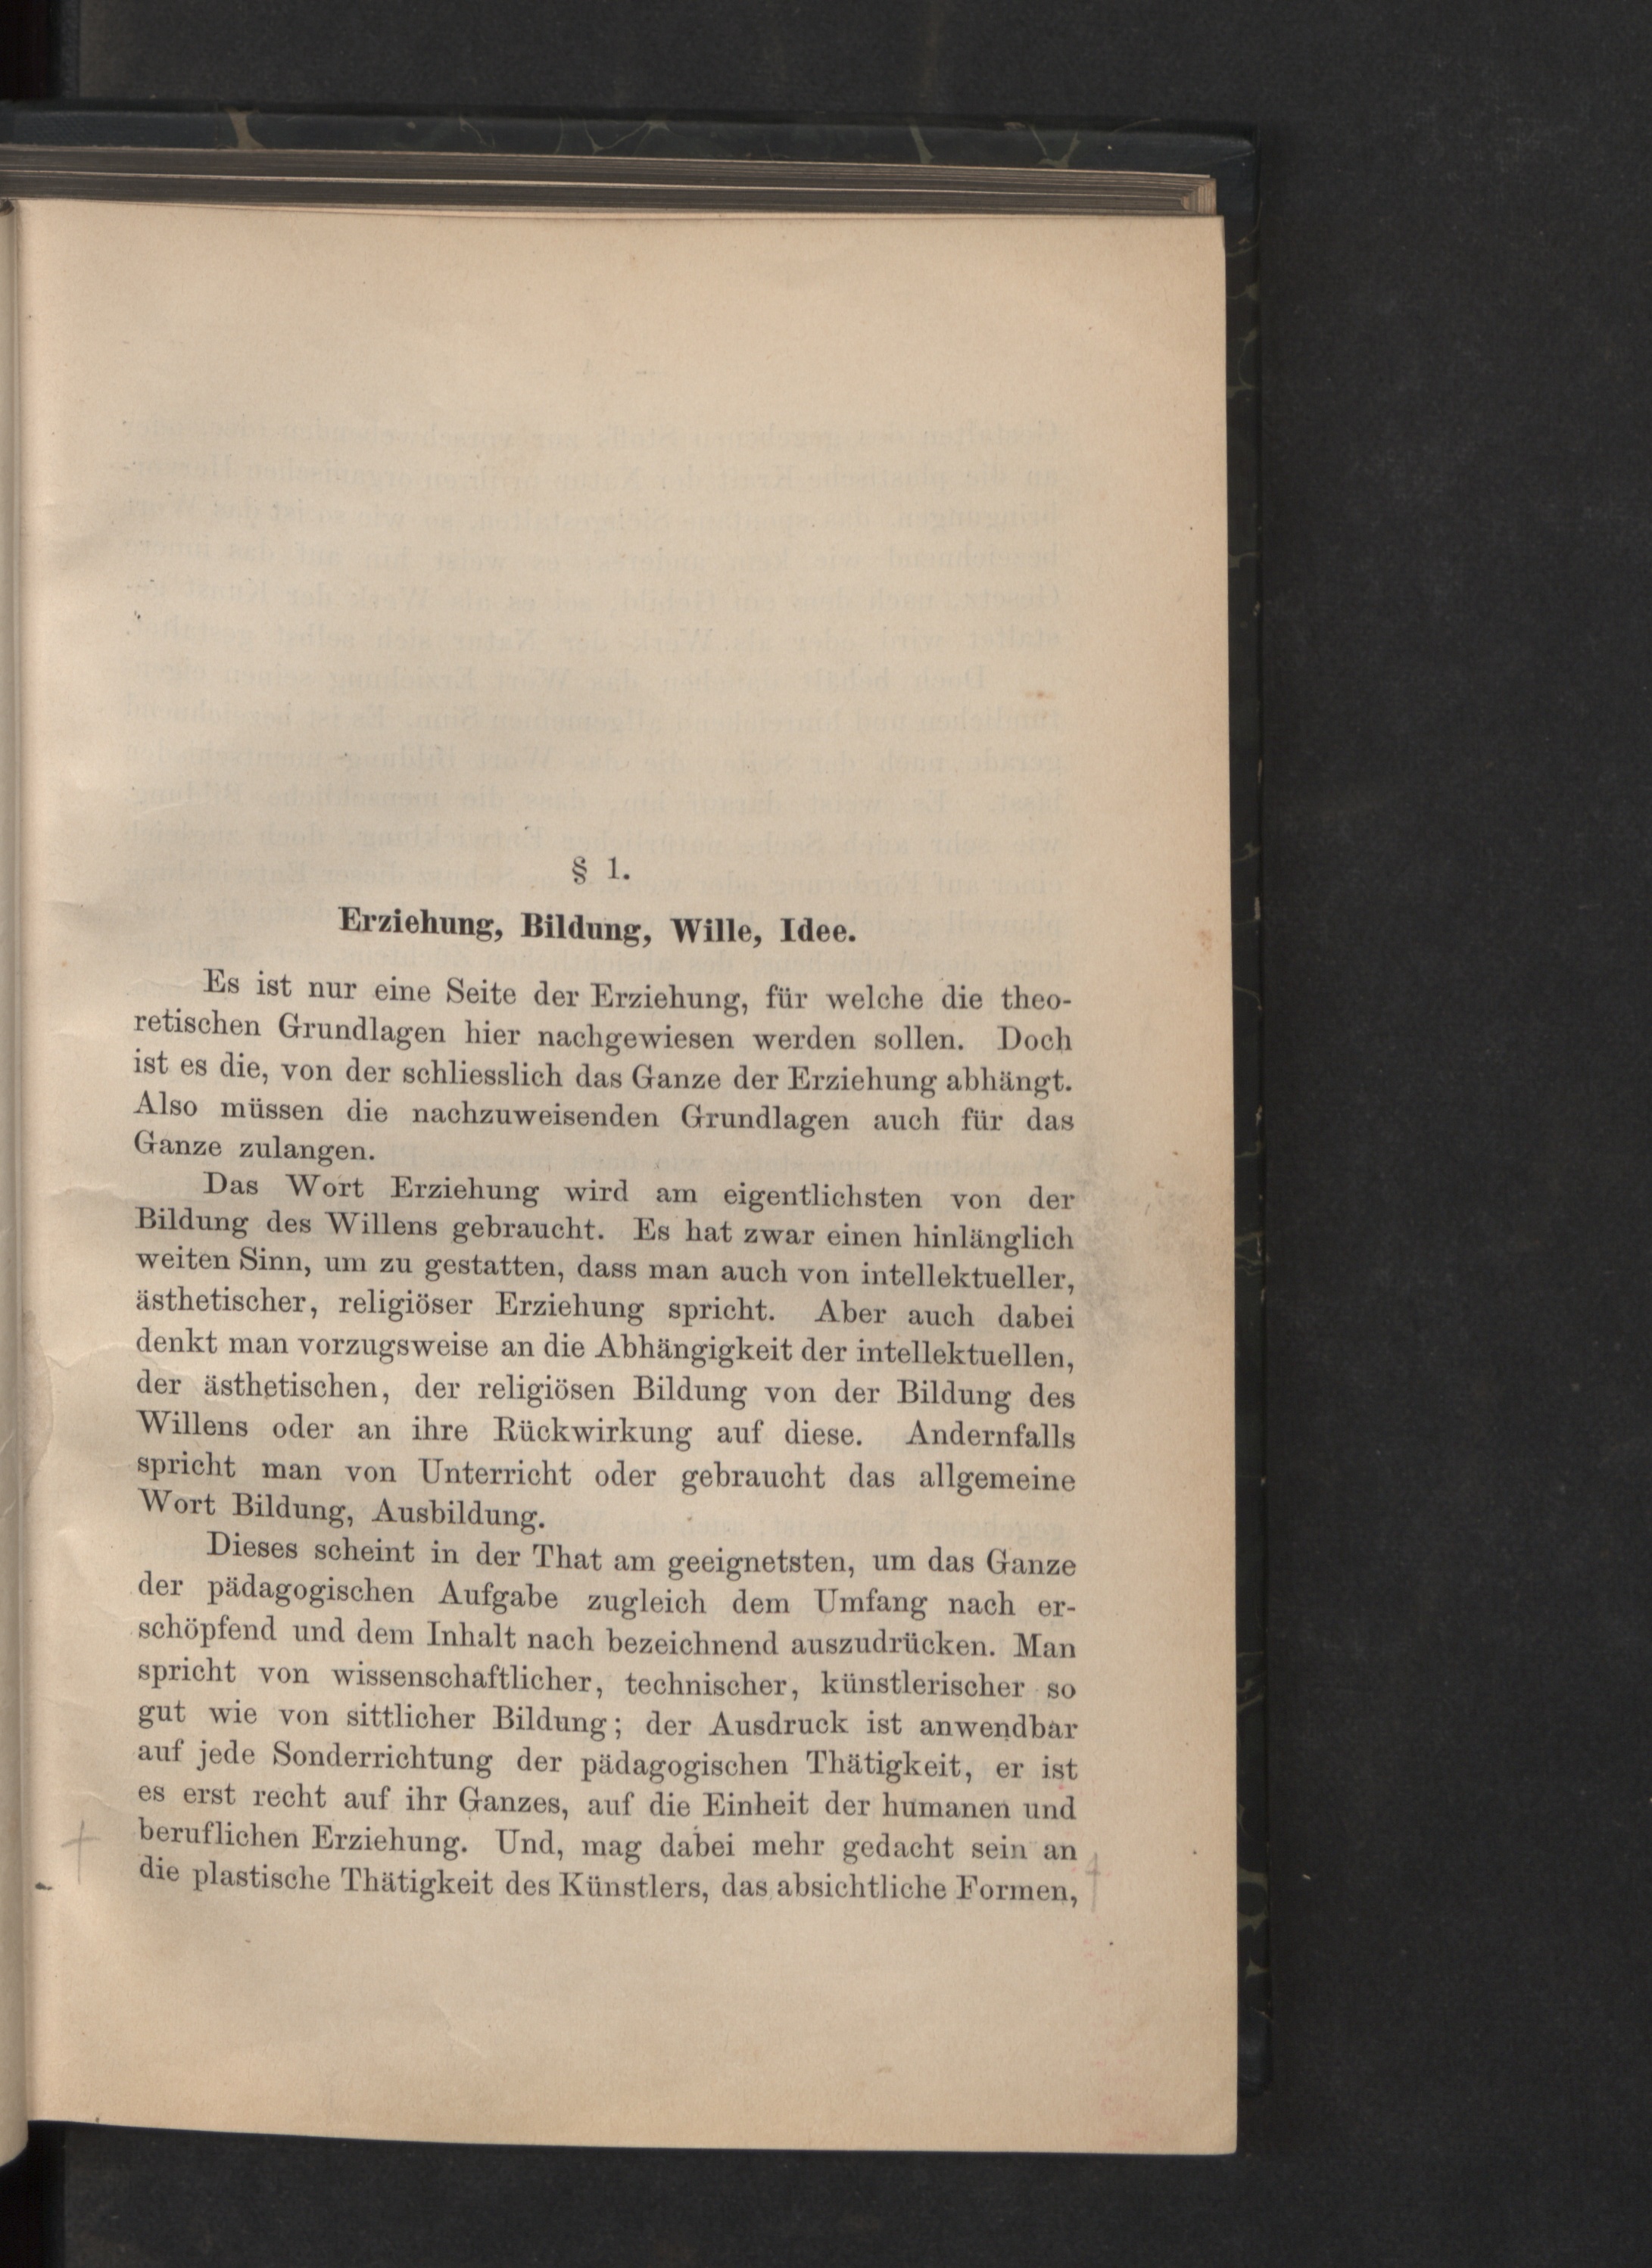 § 1.
Erziehung, Bildung, Wille, Idee.
Es ist nur eine Seite der Erziehung, für welche die theo-
retischen Grundlagen hier nachgewiesen werden sollen. Doch
ist es die, von der schliesslich das Ganze der Erziehung abhängt.
Also müssen die nachzuweisenden Grundlagen auch für das
Ganze zulangen.
Das Wort Erziehung wird am eigentlichsten von der
Bildung des Willens gebraucht. Es hat zwar einen hinlänglich
weiten Sinn, um zu gestatten, dass man auch von intellektueller,
ästhetischer, religiöser Erziehung spricht. Aber auch dabei
denkt man vorzugsweise an die Abhängigkeit der intellektuellen,
der ästhetischen, der religiösen Bildung von der Bildung des
Willens oder an ihre Rückwirkung auf diese. Andernfalls
spricht man von Unterricht oder gebraucht das allgemeine
Wort Bildung, Ausbildung.
Dieses scheint in der That am geeignetsten, um das Ganze
der pädagogischen Aufgabe zugleich dem Umfang nach er-
schöpfend und dem Inhalt nach bezeichnend auszudrücken. Man
spricht von wissenschaftlicher, technischer, künstlerischer so
gut wie von sittlicher Bildung; der Ausdruck ist anwendbar
auf jede Sonderrichtung der pädagogischen Thätigkeit, er ist
es erst recht auf ihr Ganzes, auf die Einheit der humanen und
beruflichen Erziehung. Und, mag dabei mehr gedacht sein an
die plastische Thätigkeit des Künstlers, das absichtliche Formen,